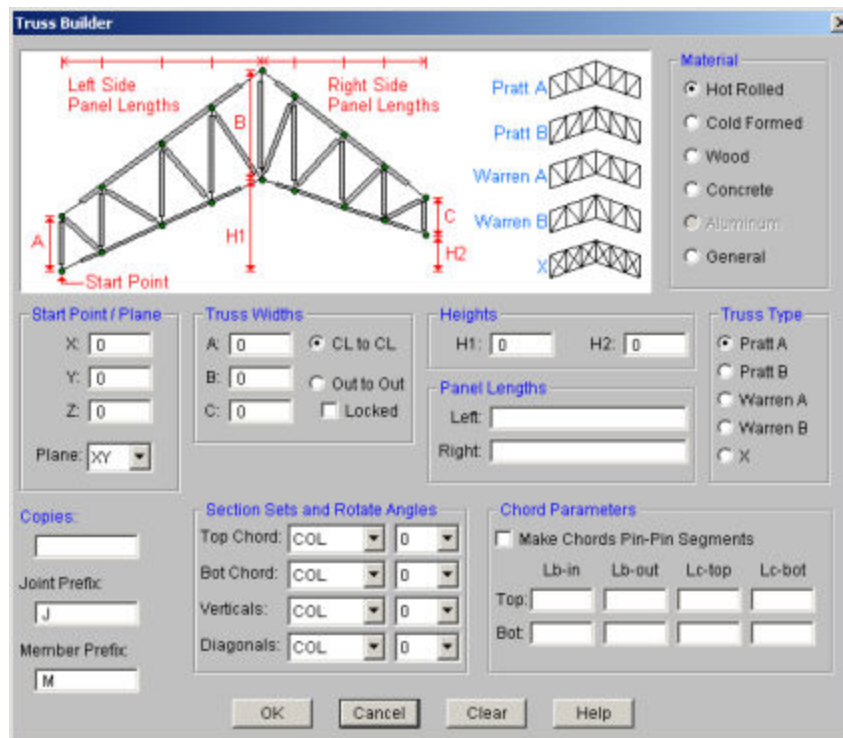 Truss Builder
Left Side
Panel Lengths
Right Side
Panel Lengths
B
A
H1
C
H2
Start Point
Pratt A
Pratt B
Warren A
Warren B
X
Material
Hot Rolled
Cold Formed
Wood
Concrete
Aluminum
General
Start Point / Plane
X: 0
Y: 0
Z: 0
Plane: XY
Truss Widths
A: 0
B: 0
C: 0
CL to CL
Out to Out
Locked
Heights
H1: 0 H2: 0
Panel Lengths
Left:
Right:
Truss Type
Pratt A
Pratt B
Warren A
Warren B
X
Copies:
Joint Prefix:
J
Member Prefix:
M
Section Sets and Rotate Angles
Top Chord: COL 0
Bot Chord: COL 0
Verticals: COL 0
Diagonals: COL 0
Chord Parameters
Make Chords Pin-Pin Segments
Lb-in Lb-out Lc-top Lc-bot
Top:
Bot:
OK Cancel Clear Help